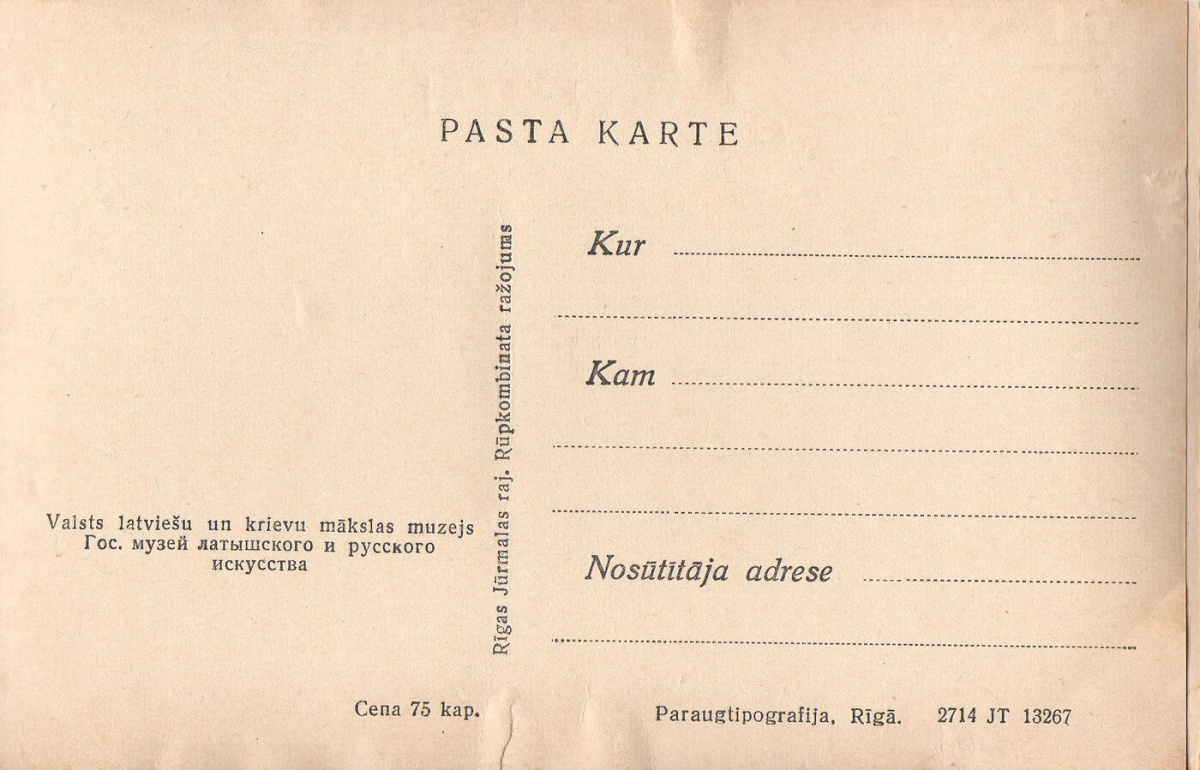 PASTA KARTE
Valsts latviešu un krievu mākslas muzejs
Гос. музей латышского и русского
искусства
Cena 75 kap.
Rīgas Jūrmalas raj. Rūpkombinata ražojums
Kur
Kam
Nosūtītāja adrese
Paraugtipografija, Rīgā. 2714 JT 13267